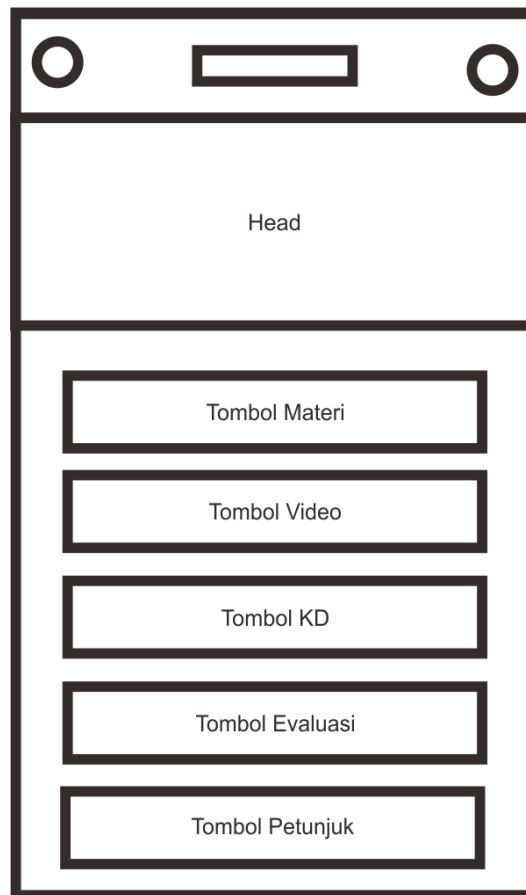 Head
Tombol Materi
Tombol Video
Tombol KD
Tombol Evaluasi
Tombol Petunjuk